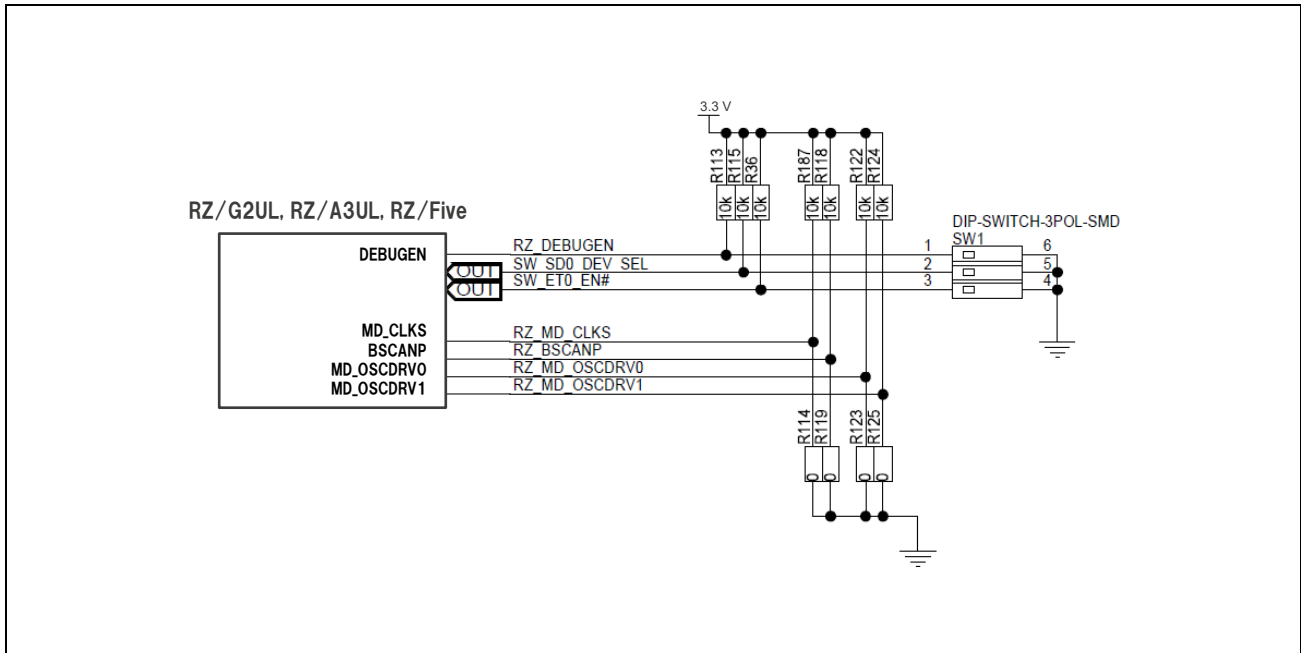 3.3 V
R113
R115
R36
R187
R118
R122
R124
10k
10k
10k
10k
10k
10k
10k
RZ/G2UL, RZ/A3UL, RZ/Five
DIP-SWITCH-3POL-SMD
SW1
DEBUGEN
RZ_DEBUGEN
1
6
OUT
SW_SD0_DEV_SEL
2
5
OUT
SW_ET0_EN#
3
4
MD_CLKS
RZ_MD_CLKS
BSCANP
RZ_BSCANP
MD_OSCDRV0
RZ_MD_OSCDRV0
MD_OSCDRV1
RZ_MD_OSCDRV1
R114
R119
R123
R125
0
0
0
0